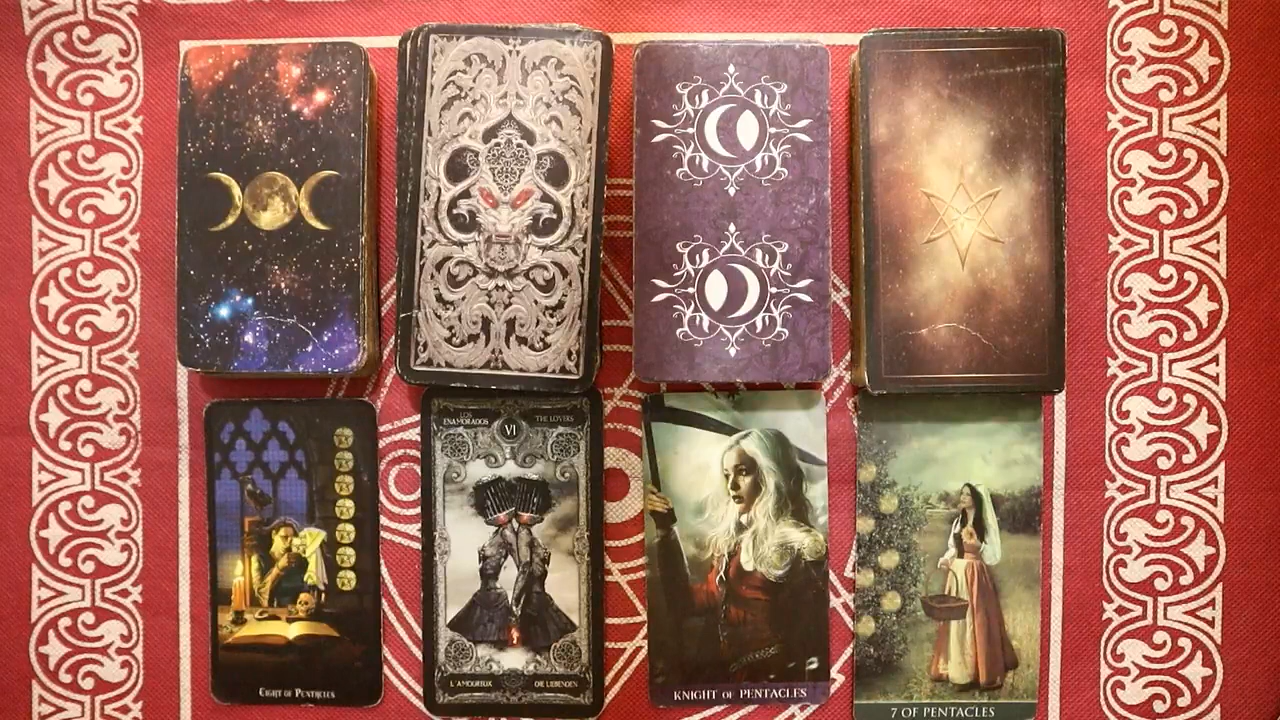 EIGHT OF PENTACLES
LOS
ENAMORADOS
VI
THE LOVERS
L'AMOUREUX
DIE LIEBENDEN
KNIGHT OF PENTACLES
7 OF PENTACLES